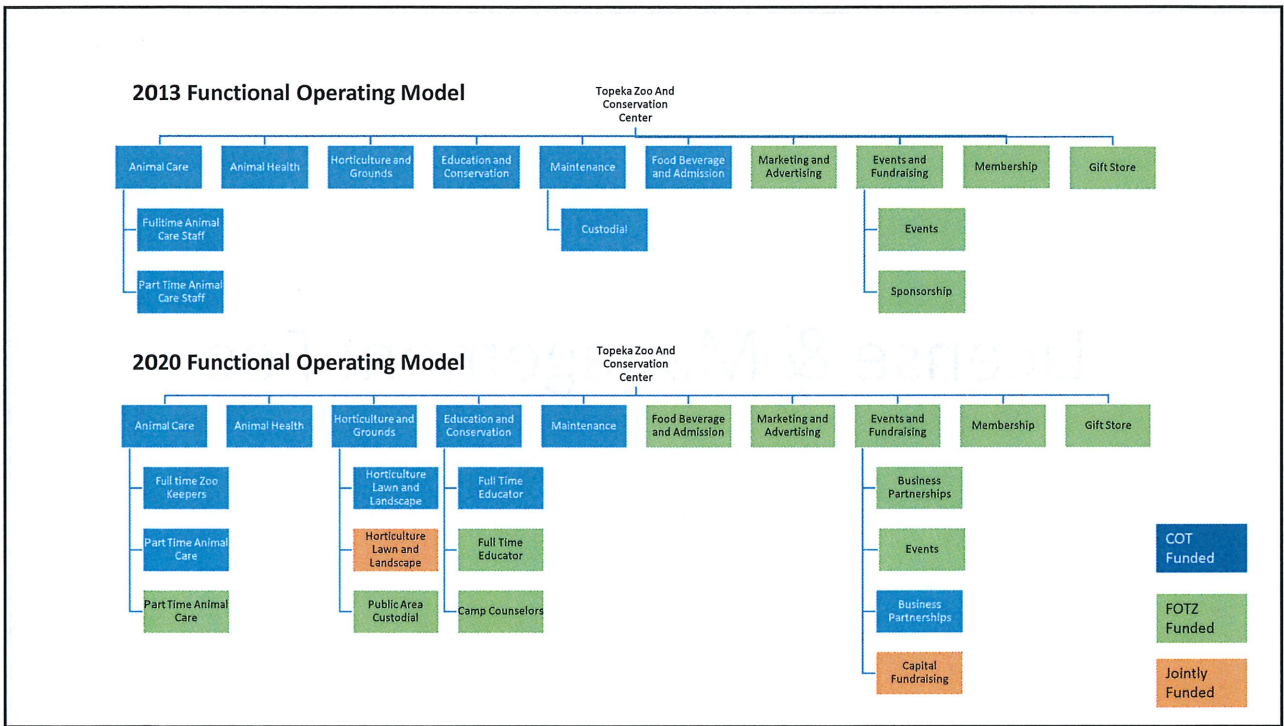 2013 Functional Operating Model
Topeka Zoo And
Conservation
Center
Animal Care
Animal Health
Horticulture and
Grounds
Education and
Conservation
Maintenance
Food Beverage
and Admission
Marketing and
Advertising
Events and
Fundraising
Membership
Gift Store
Fulltime Animal
Care Staff
Custodial
Events
Part Time Animal
Care Staff
Sponsorship
2020 Functional Operating Model
Topeka Zoo And
Conservation
Center
Animal Care
Animal Health
Horticulture and
Grounds
Education and
Conservation
Maintenance
Food Beverage
and Admission
Marketing and
Advertising
Events and
Fundraising
Membership
Gift Store
Full time Zoo
Keepers
Horticulture
Lawn and
Landscape
Full Time
Educator
Business
Partnerships
Part Time Animal
Care
Horticulture
Lawn and
Landscape
Full Time
Educator
Events
Part Time Animal
Care
Public Area
Custodial
Camp Counselors
Business
Partnerships
Capital
Fundraising
COT
Funded
FOTZ
Funded
Jointly
Funded